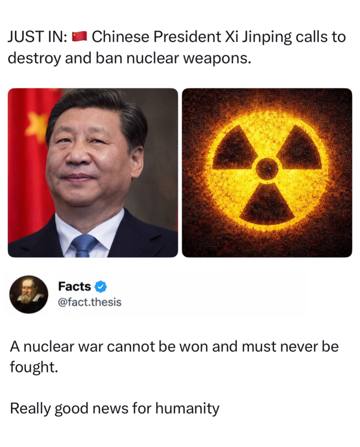 JUST IN: 🇨🇳 Chinese President Xi Jinping calls to
destroy and ban nuclear weapons.
Facts
@fact.thesis
A nuclear war cannot be won and must never be
fought.
Really good news for humanity